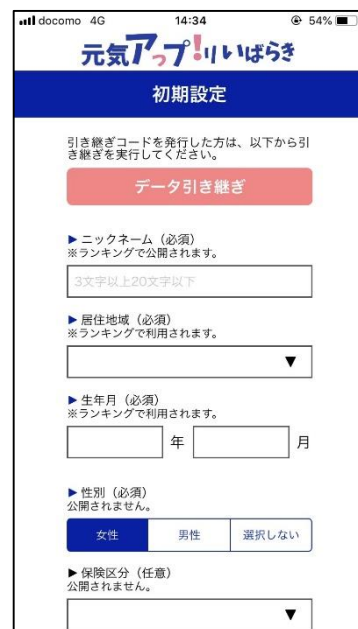 docomo 4G 14:34 54%
元気アップ!りいばらき
初期設定
引き継ぎコードを発行した方は、以下から引
き継ぎを実行してください。
データ引き継ぎ
▶ニックネーム（必須）
※ランキングで公開されます。
3文字以上20文字以下
▶居住地域（必須）
※ランキングで利用されます。
▼
▶生年月（必須）
※ランキングで利用されます。
年 月
▶性別（必須）
公開されません。
女性 男性 選択しない
▶保険区分（任意）
公開されません。
▼